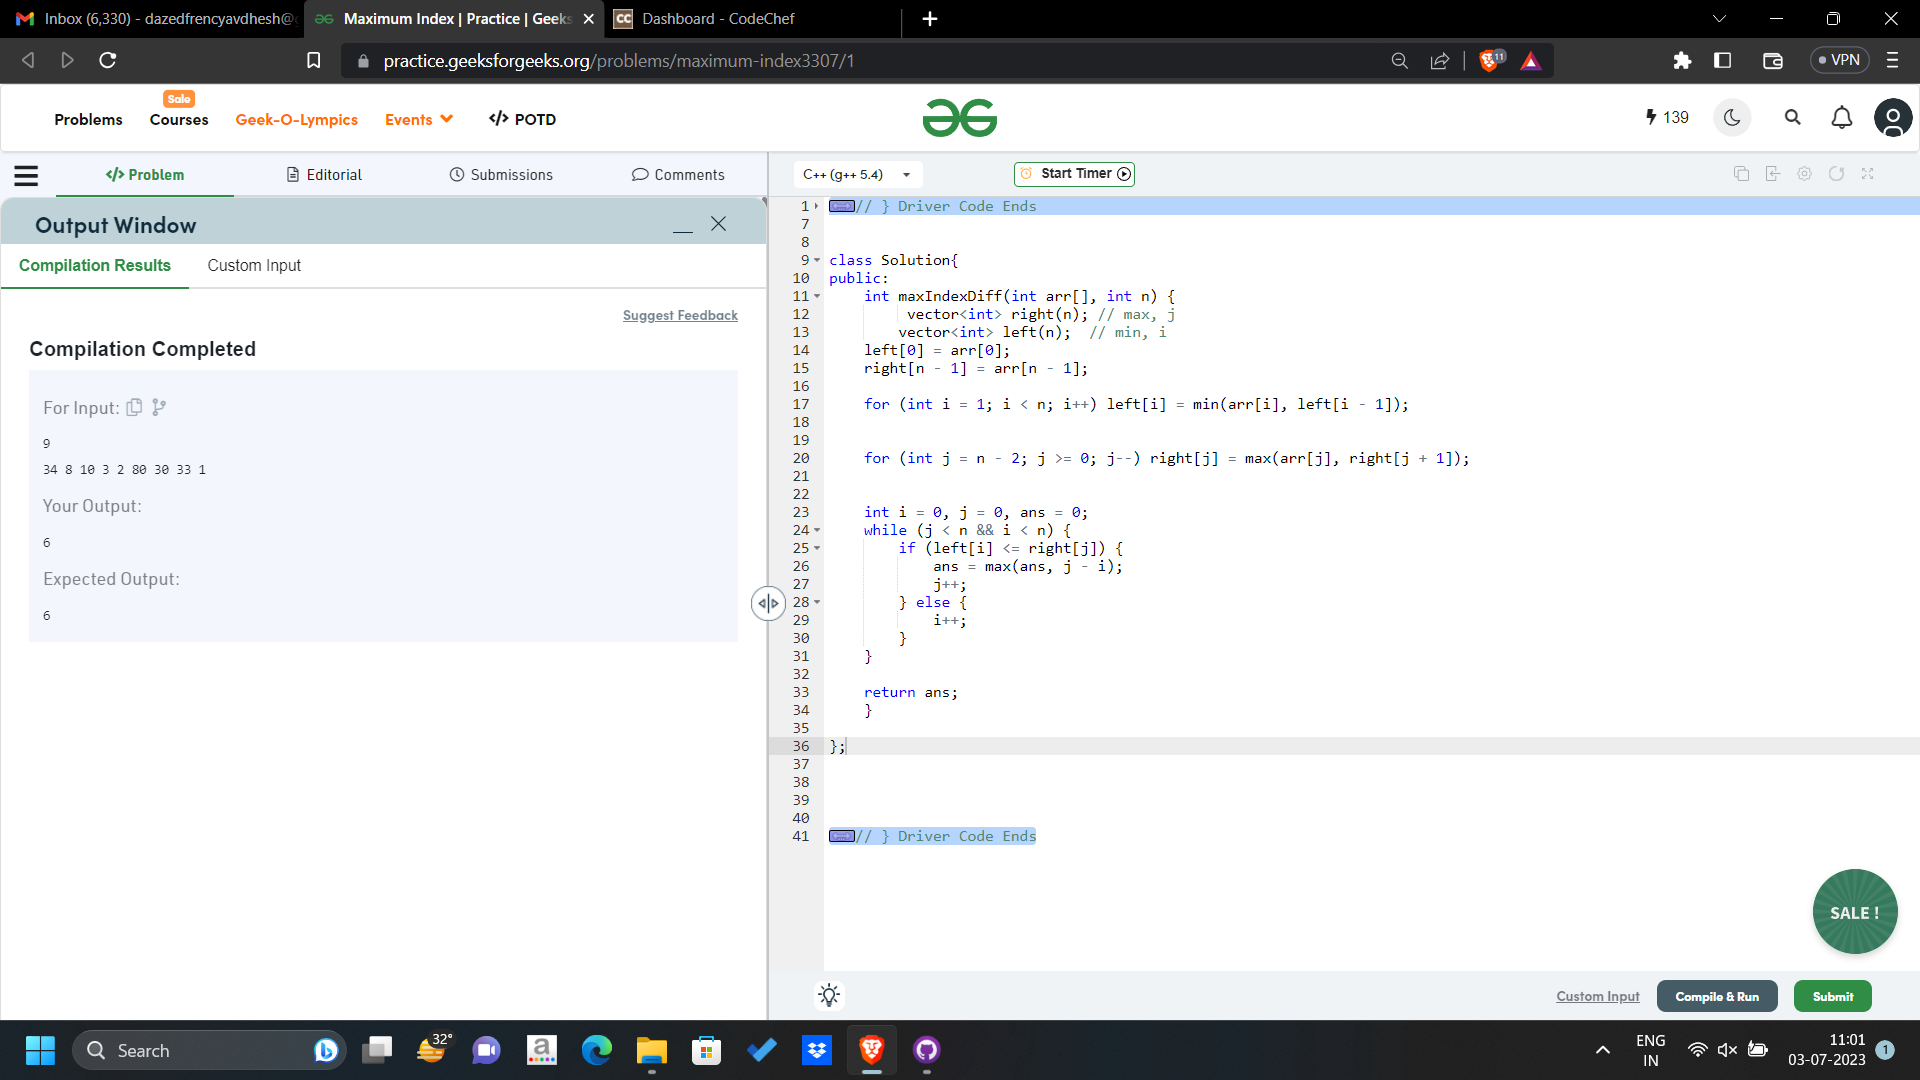 Inbox (6,330) - dazedfrencyavdhesh@
Maximum Index | Practice | Geeks
CC Dashboard - CodeChef
practice.geeksforgeeks.org/problems/maximum-index3307/1
11
VPN
Problems
Sale
Courses
Geek-O-Lympics
Events
</> POTD
139
</> Problem
Editorial
Submissions
Comments
C++ (g++ 5.4)
Start Timer
Output Window
Compilation Results
Custom Input
Suggest Feedback
Compilation Completed
For Input:
9
34 8 10 3 2 80 30 33 1
Your Output:
6
Expected Output:
6
1 // } Driver Code Ends
7
8
9 class Solution{
10 public:
11 int maxIndexDiff(int arr[], int n) {
12 vector<int> right(n); // max, j
13 vector<int> left(n);  // min, i
14 left[0] = arr[0];
15 right[n - 1] = arr[n - 1];
16
17 for (int i = 1; i < n; i++) left[i] = min(arr[i], left[i - 1]);
18
19
20 for (int j = n - 2; j >= 0; j--) right[j] = max(arr[j], right[j + 1]);
21
22
23 int i = 0, j = 0, ans = 0;
24 while (j < n && i < n) {
25 if (left[i] <= right[j]) {
26 ans = max(ans, j - i);
27 j++;
28 } else {
29 i++;
30 }
31 }
32
33 return ans;
34 }
35
36 };
37
38
39
40
41 // } Driver Code Ends
SALE !
Custom Input
Compile & Run
Submit
Search
32°
a
ENG
IN
11:01
03-07-2023
1